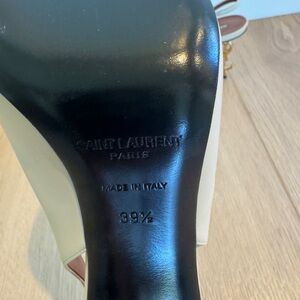 SAINT LAURENT
PARIS
MADE IN ITALY
39½